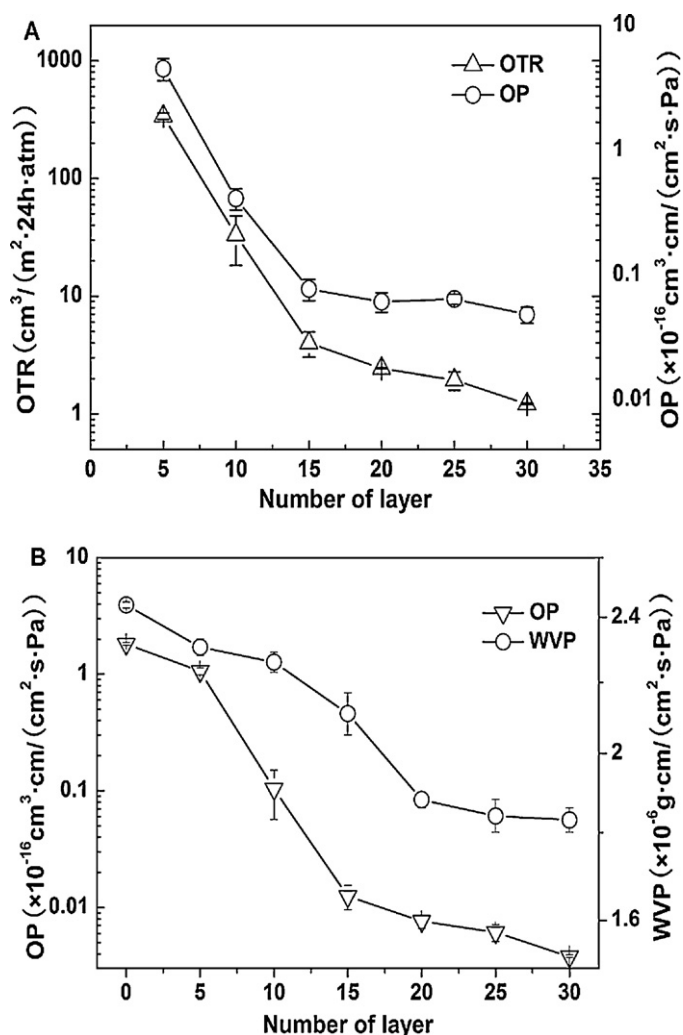 A
OTR
OP
1000
100
10
1
10
1
0.1
0.01
OTR (cm³/(m²·24h·atm)
OP (×10⁻¹⁶cm³·cm/(cm²·s·Pa))
0 5 10 15 20 25 30 35
Number of layer
B
OP
WVP
10
1
0.1
0.01
2.4
2
1.6
OP (×10⁻¹⁶cm³·cm/(cm²·s·Pa))
WVP (×10⁻⁶g·cm/(cm²·s·Pa))
0 5 10 15 20 25 30
Number of layer